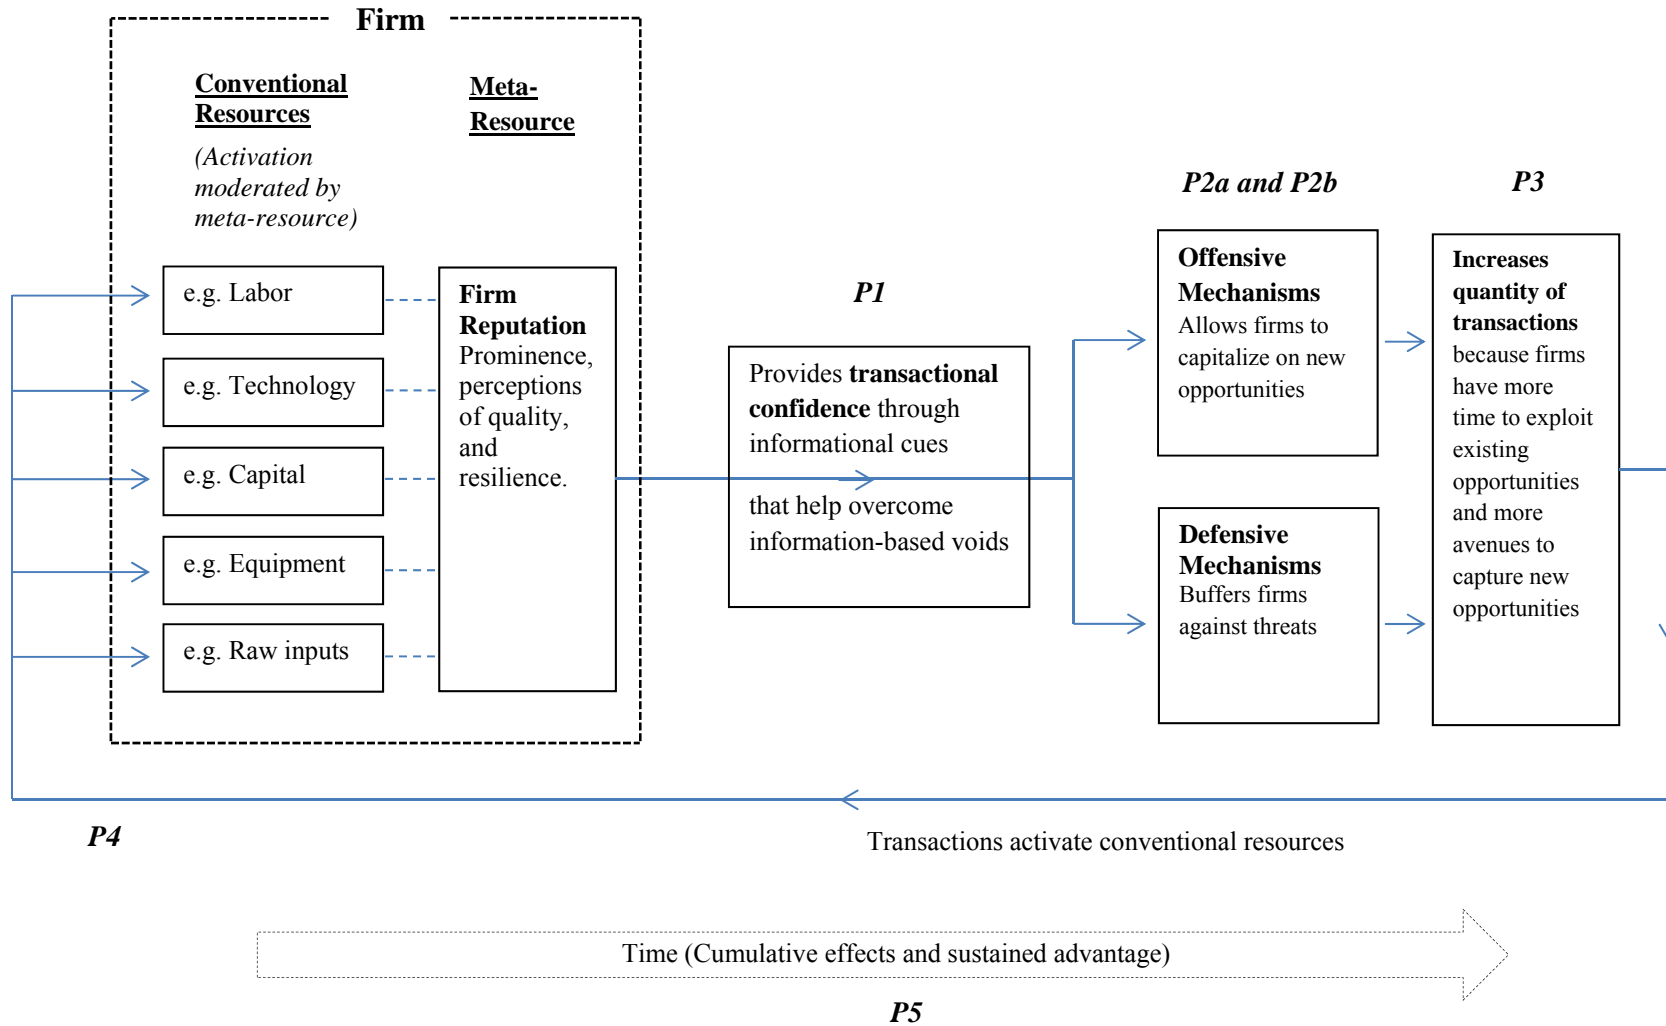 Firm
Conventional
Resources
(Activation
moderated by
meta-resource)
Meta-
Resource
e.g. Labor
e.g. Technology
e.g. Capital
e.g. Equipment
e.g. Raw inputs
Firm
Reputation
Prominence,
perceptions
of quality,
and
resilience.
P1
Provides transactional
confidence through
informational cues
that help overcome
information-based voids
P2a and P2b
Offensive
Mechanisms
Allows firms to
capitalize on new
opportunities
Defensive
Mechanisms
Buffers firms
against threats
P3
Increases
quantity of
transactions
because firms
have more
time to exploit
existing
opportunities
and more
avenues to
capture new
opportunities
P4
Transactions activate conventional resources
Time (Cumulative effects and sustained advantage)
P5